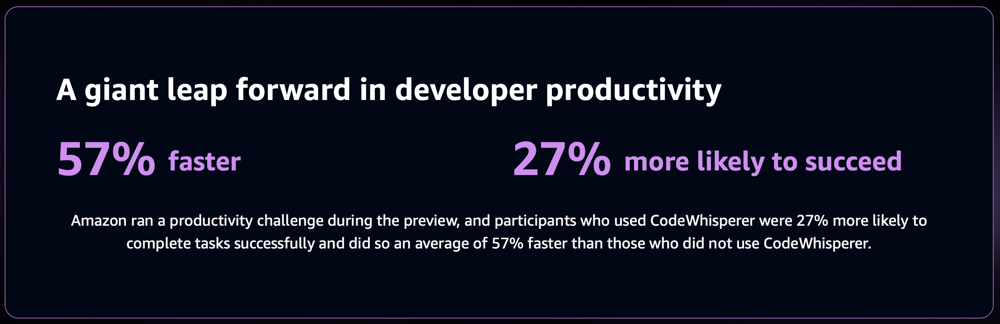 A giant leap forward in developer productivity
57% faster
27% more likely to succeed
Amazon ran a productivity challenge during the preview, and participants who used CodeWhisperer were 27% more likely to
complete tasks successfully and did so an average of 57% faster than those who did not use CodeWhisperer.